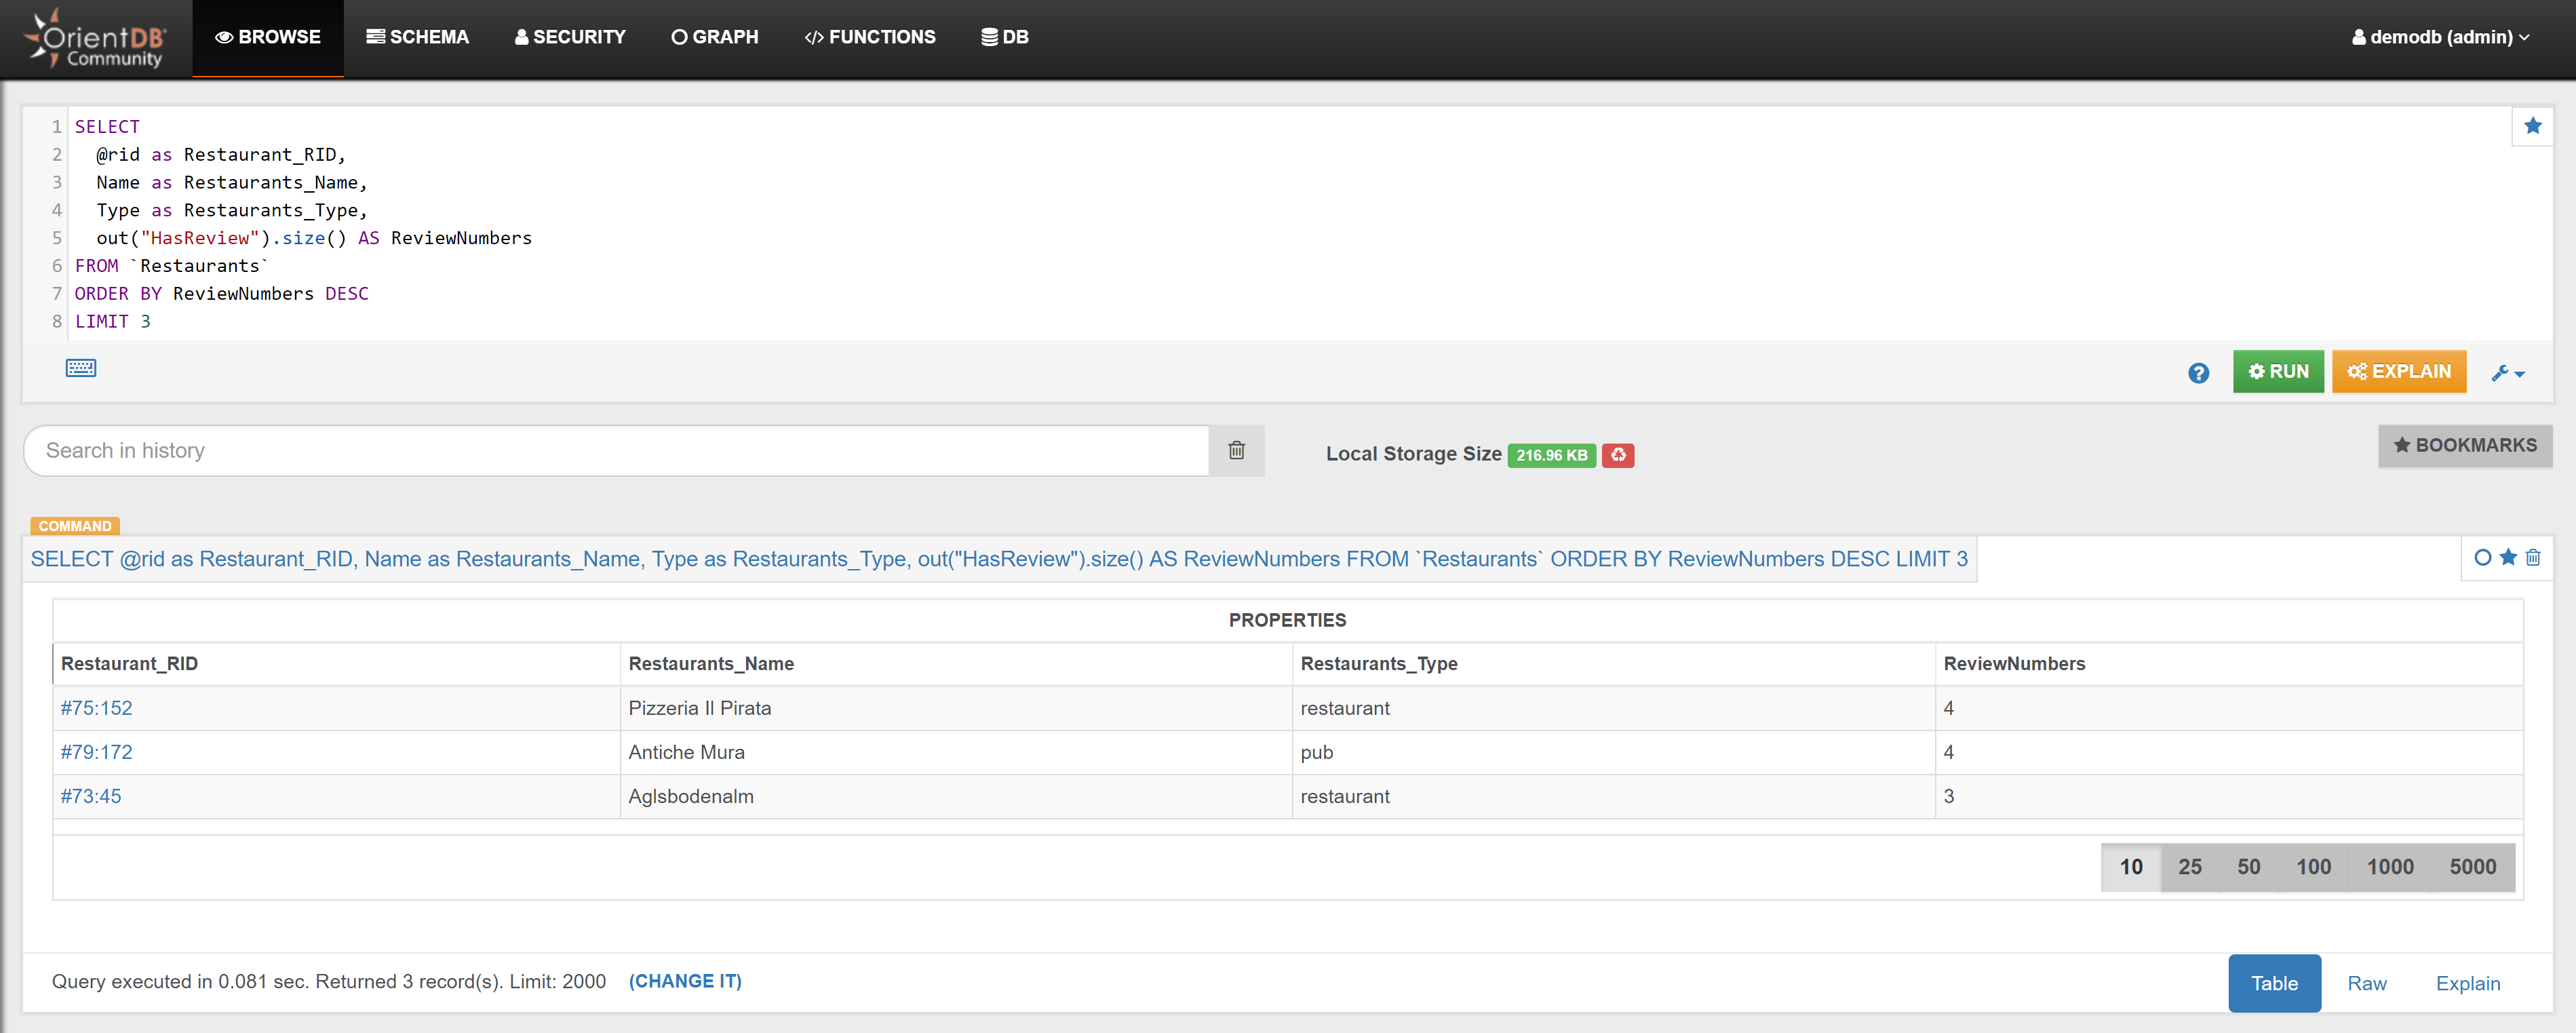 OrientDB
Community
BROWSE
SCHEMA
SECURITY
GRAPH
</> FUNCTIONS
DB
demodb (admin)
1 SELECT
2 @rid as Restaurant_RID,
3 Name as Restaurants_Name,
4 Type as Restaurants_Type,
5 out("HasReview").size() AS ReviewNumbers
6 FROM `Restaurants`
7 ORDER BY ReviewNumbers DESC
8 LIMIT 3
? RUN EXPLAIN
Search in history
Local Storage Size 216.96 KB
BOOKMARKS
COMMAND
SELECT @rid as Restaurant_RID, Name as Restaurants_Name, Type as Restaurants_Type, out("HasReview").size() AS ReviewNumbers FROM `Restaurants` ORDER BY ReviewNumbers DESC LIMIT 3
PROPERTIES
Restaurant_RID Restaurants_Name Restaurants_Type ReviewNumbers
#75:152 Pizzeria Il Pirata restaurant 4
#79:172 Antiche Mura pub 4
#73:45 Aglsbodenalm restaurant 3
10 25 50 100 1000 5000
Query executed in 0.081 sec. Returned 3 record(s). Limit: 2000 (CHANGE IT)
Table Raw Explain